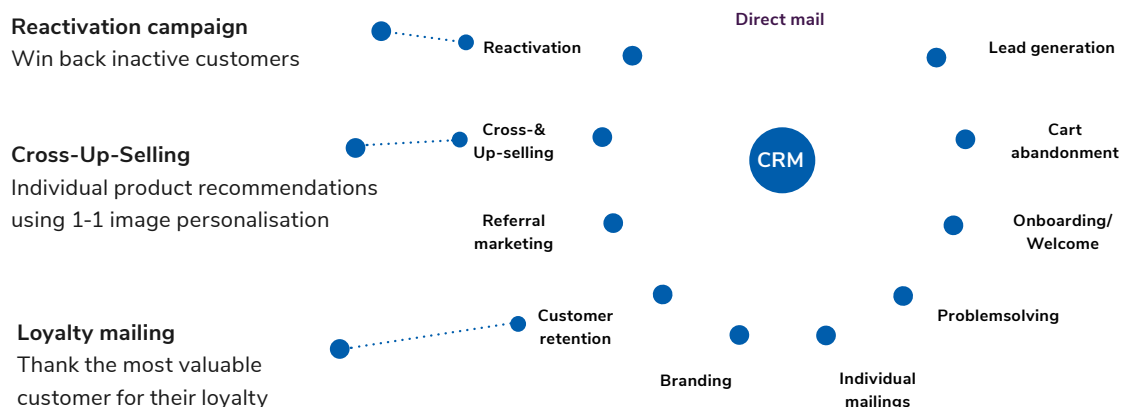 Reactivation campaign
Win back inactive customers
Cross-Up-Selling
Individual product recommendations
using 1-1 image personalisation
Loyalty mailing
Thank the most valuable
customer for their loyalty
Direct mail
Reactivation
Cross-&
Up-selling
Referral
marketing
Customer
retention
Branding
CRM
Lead generation
Cart
abandonment
Onboarding/
Welcome
Problemsolving
Individual
mailings